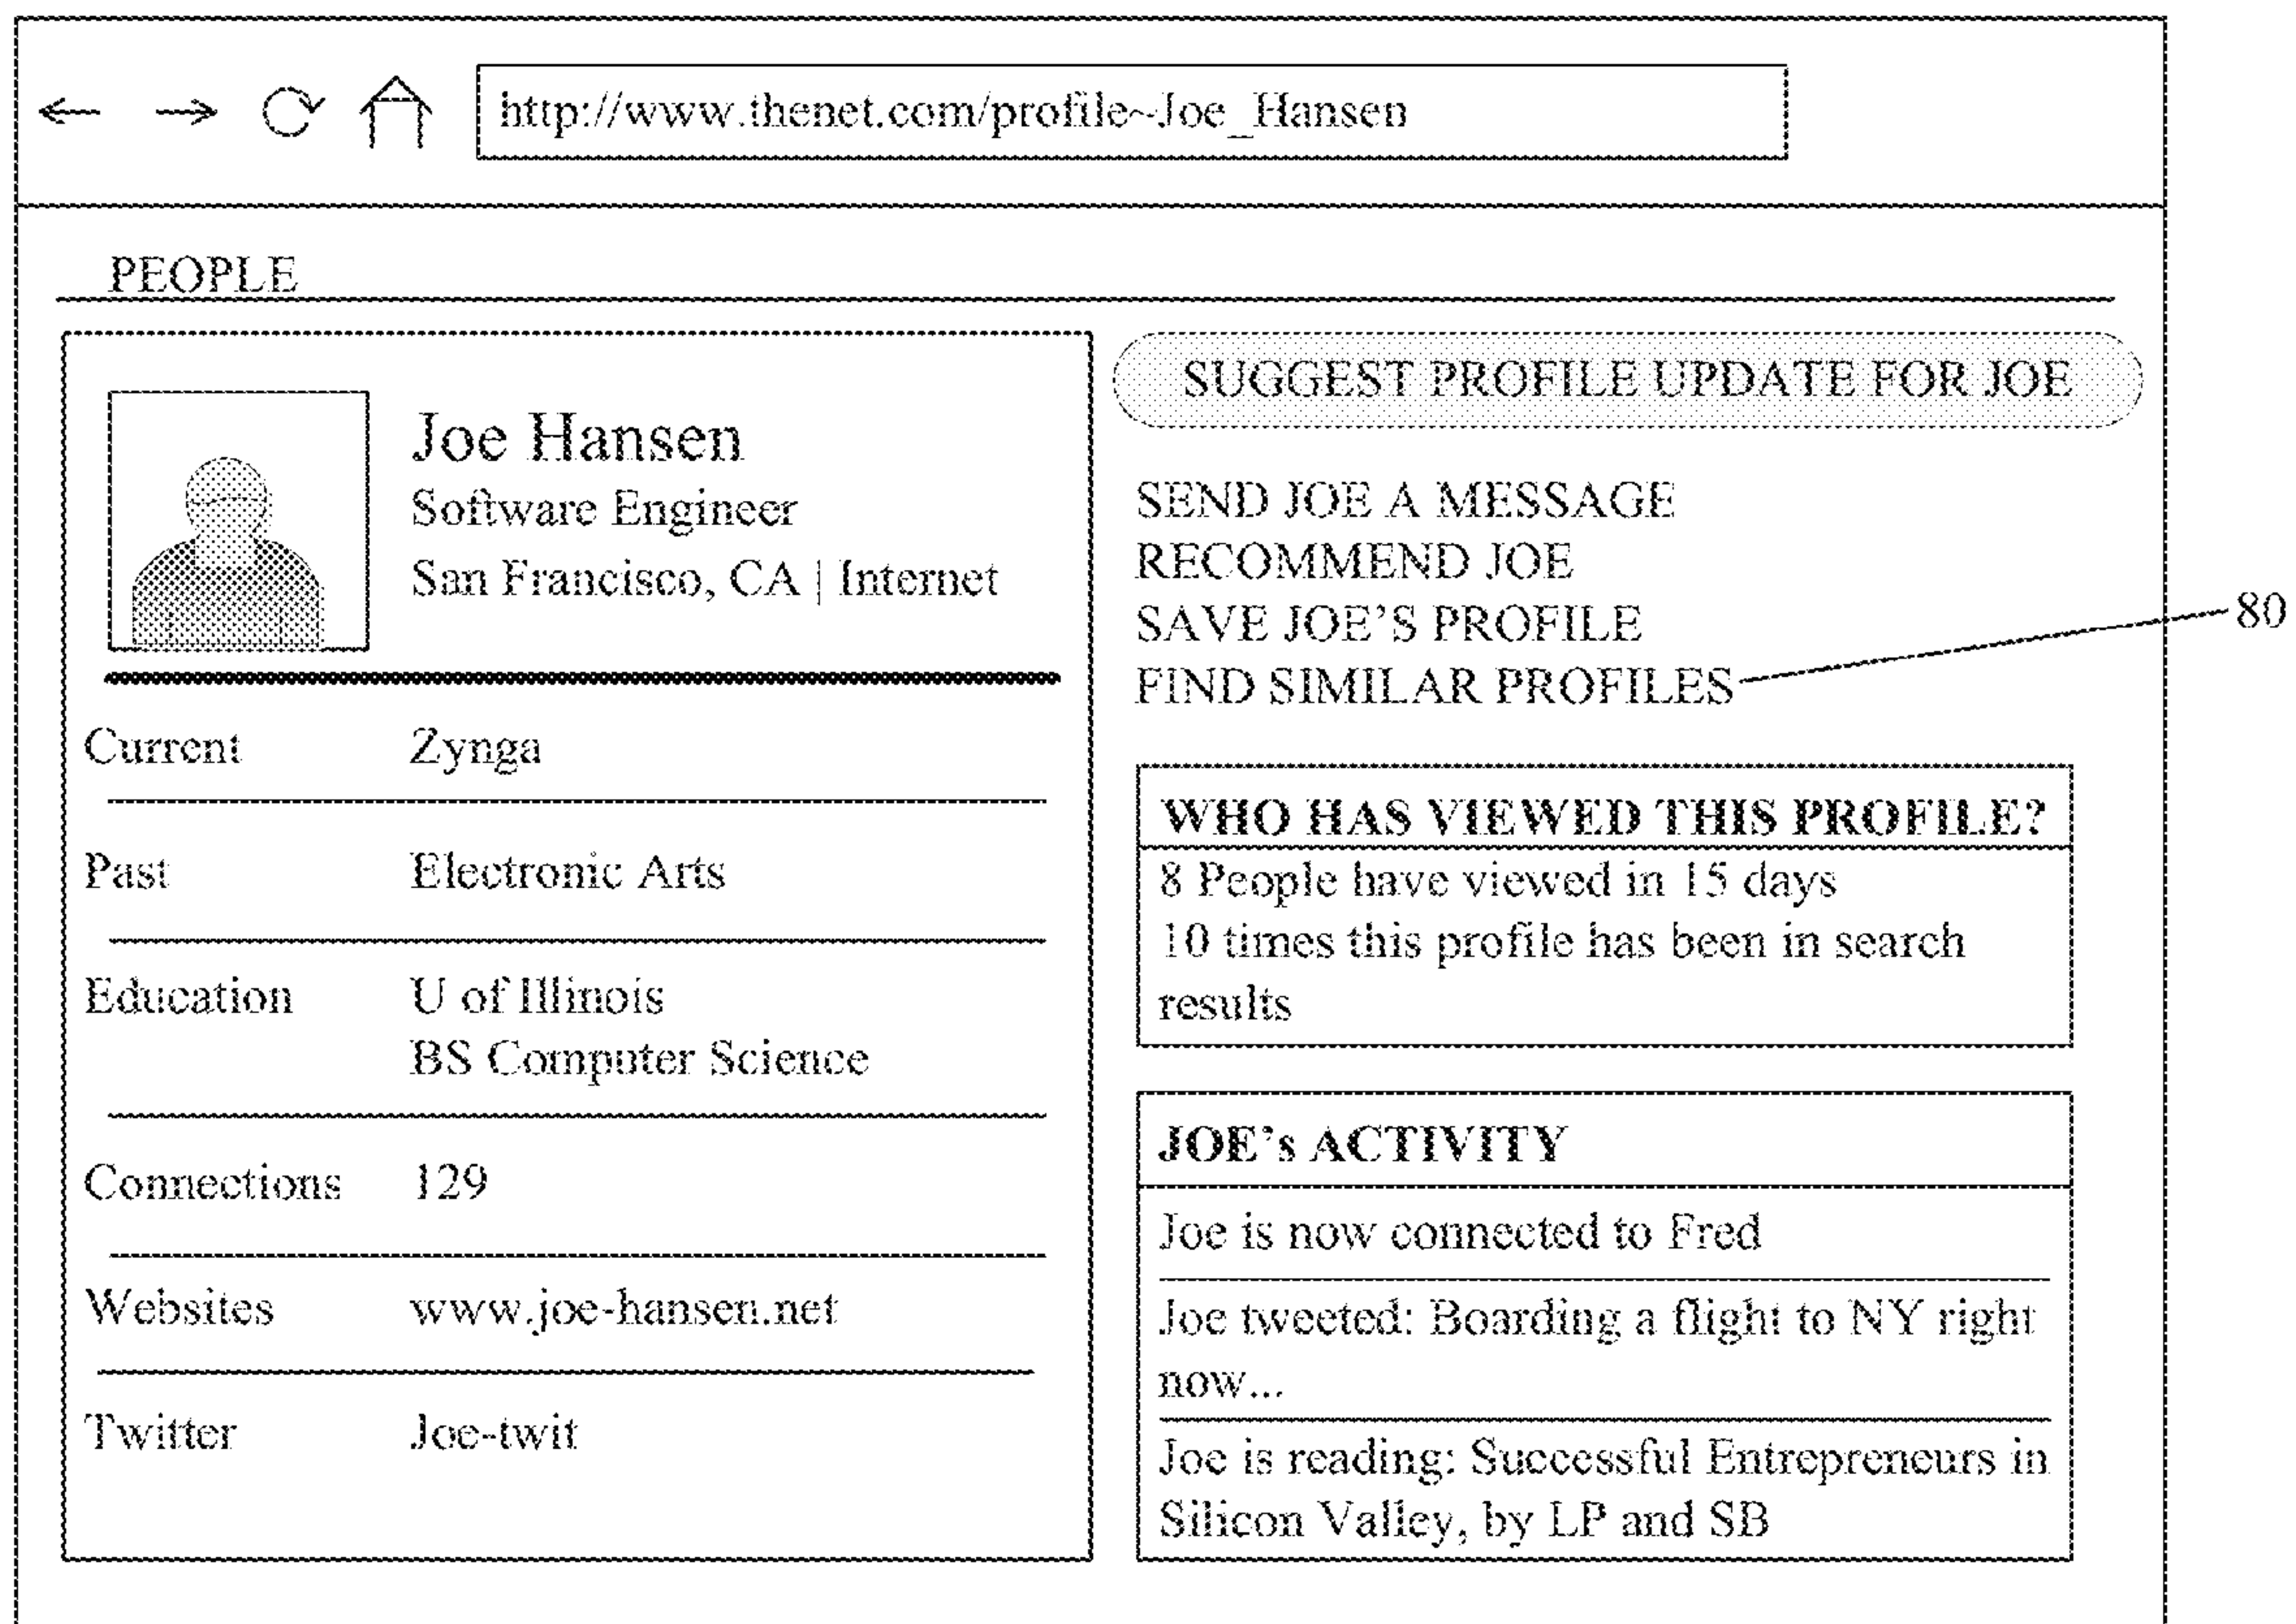 http://www.thenet.com/profile~Joe_Hansen
PEOPLE
Joe Hansen
Software Engineer
San Francisco, CA | Internet
Current Zynga
Past Electronic Arts
Education U of Illinois
BS Computer Science
Connections 129
Websites www.joe-hansen.net
Twitter Joe-twit
SUGGEST PROFILE UPDATE FOR JOE
SEND JOE A MESSAGE
RECOMMEND JOE
SAVE JOE'S PROFILE
FIND SIMILAR PROFILES
80
WHO HAS VIEWED THIS PROFILE?
8 People have viewed in 15 days
10 times this profile has been in search
results
JOE's ACTIVITY
Joe is now connected to Fred
Joe tweeted: Boarding a flight to NY right
now...
Joe is reading: Successful Entrepreneurs in
Silicon Valley, by LP and SB